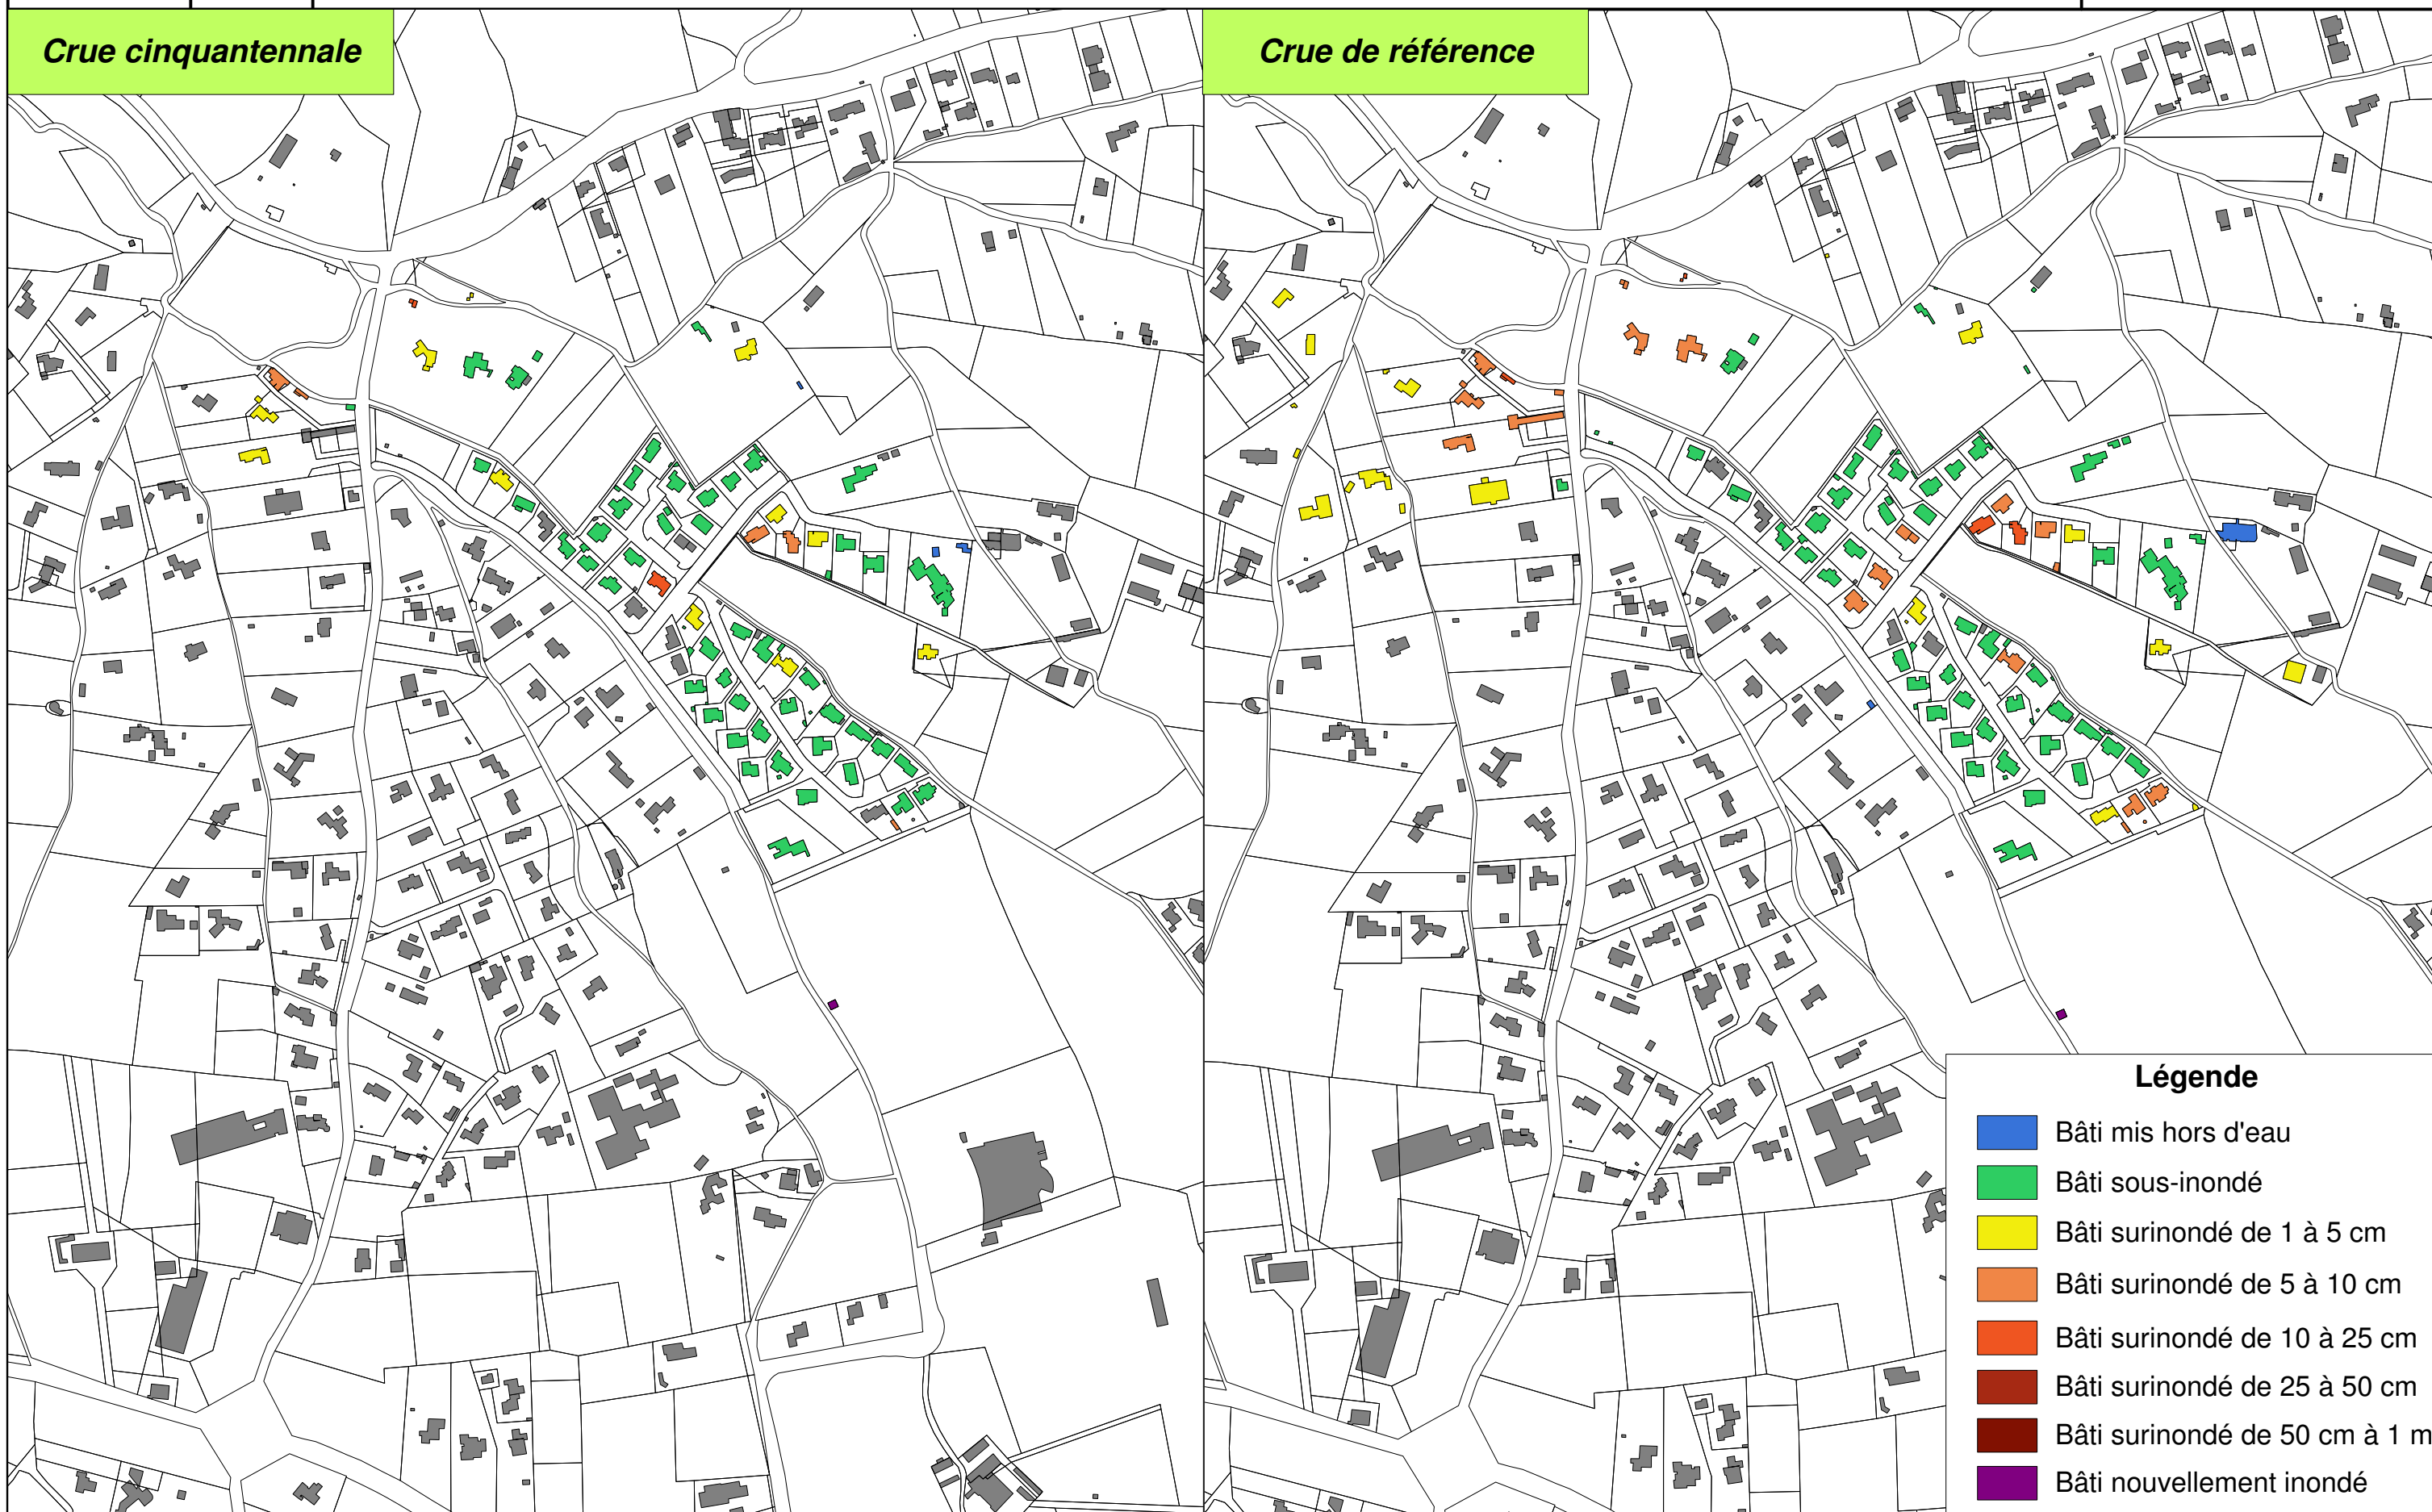 Crue cinquantennale
Crue de référence
Légende
Bâti mis hors d'eau
Bâti sous-inondé
Bâti surinondé de 1 à 5 cm
Bâti surinondé de 5 à 10 cm
Bâti surinondé de 10 à 25 cm
Bâti surinondé de 25 à 50 cm
Bâti surinondé de 50 cm à 1 m
Bâti nouvellement inondé